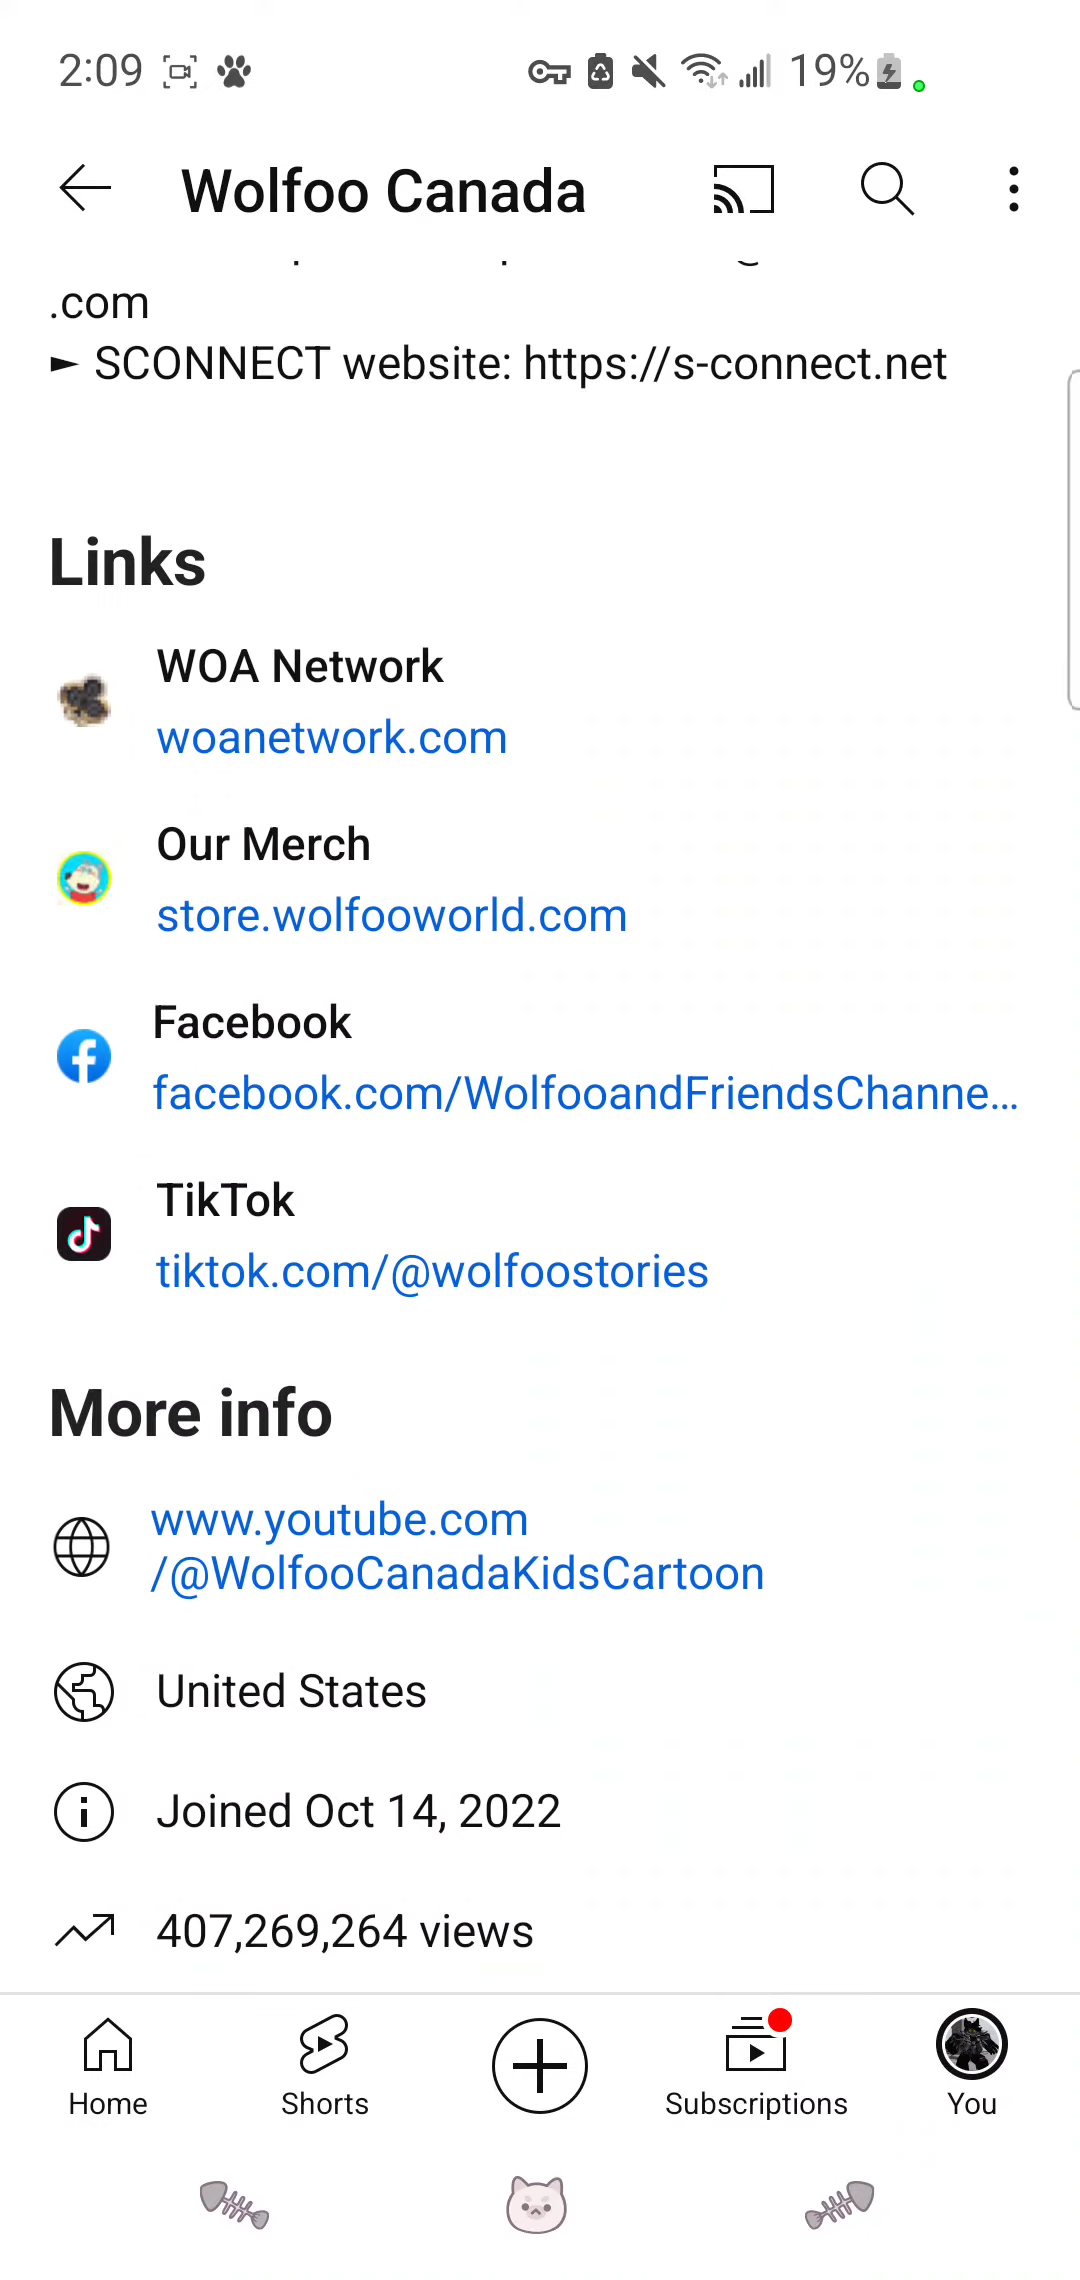 2:09
19%
Wolfoo Canada
.com
► SCONNECT website: https://s-connect.net
Links
WOA Network
woanetwork.com
Our Merch
store.wolfooworld.com
Facebook
facebook.com/WolfooandFriendsChanne...
TikTok
tiktok.com/@wolfoostories
More info
www.youtube.com
/@WolfooCanadaKidsCartoon
United States
Joined Oct 14, 2022
407,269,264 views
Home
Shorts
Subscriptions
You